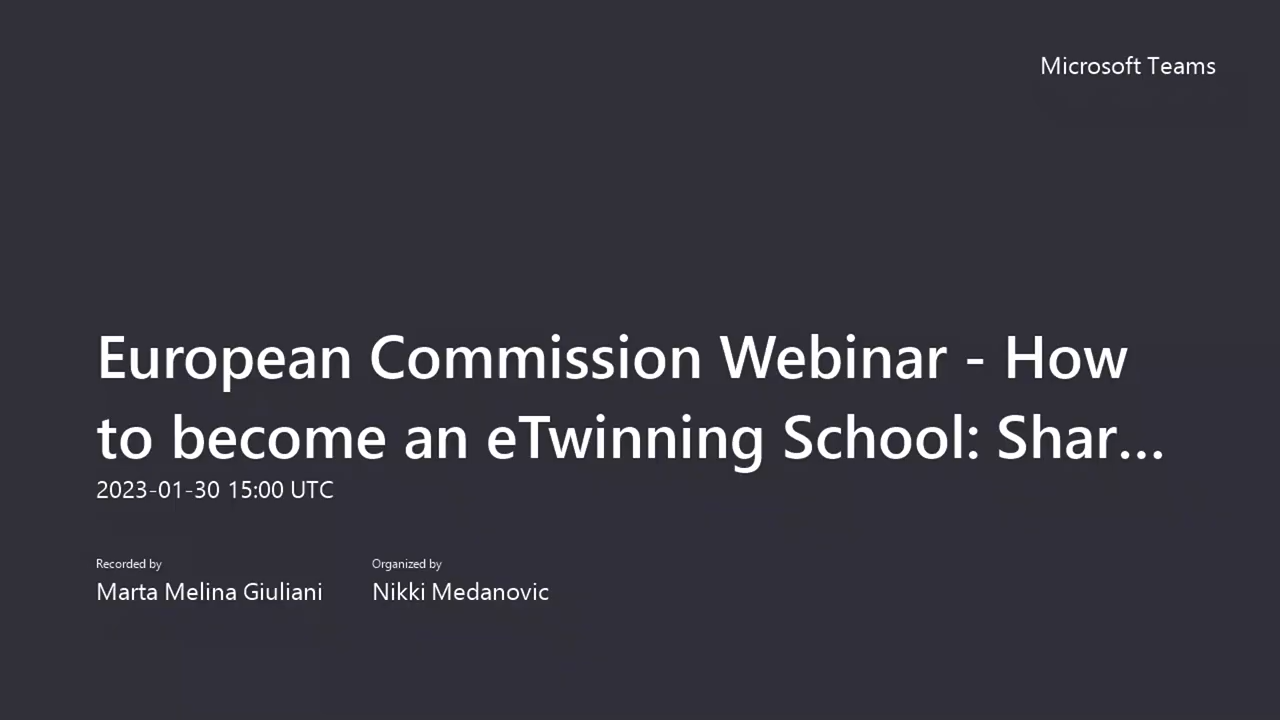 Microsoft Teams
European Commission Webinar - How
to become an eTwinning School: Shar...
2023-01-30 15:00 UTC
Recorded by
Organized by
Marta Melina Giuliani
Nikki Medanovic